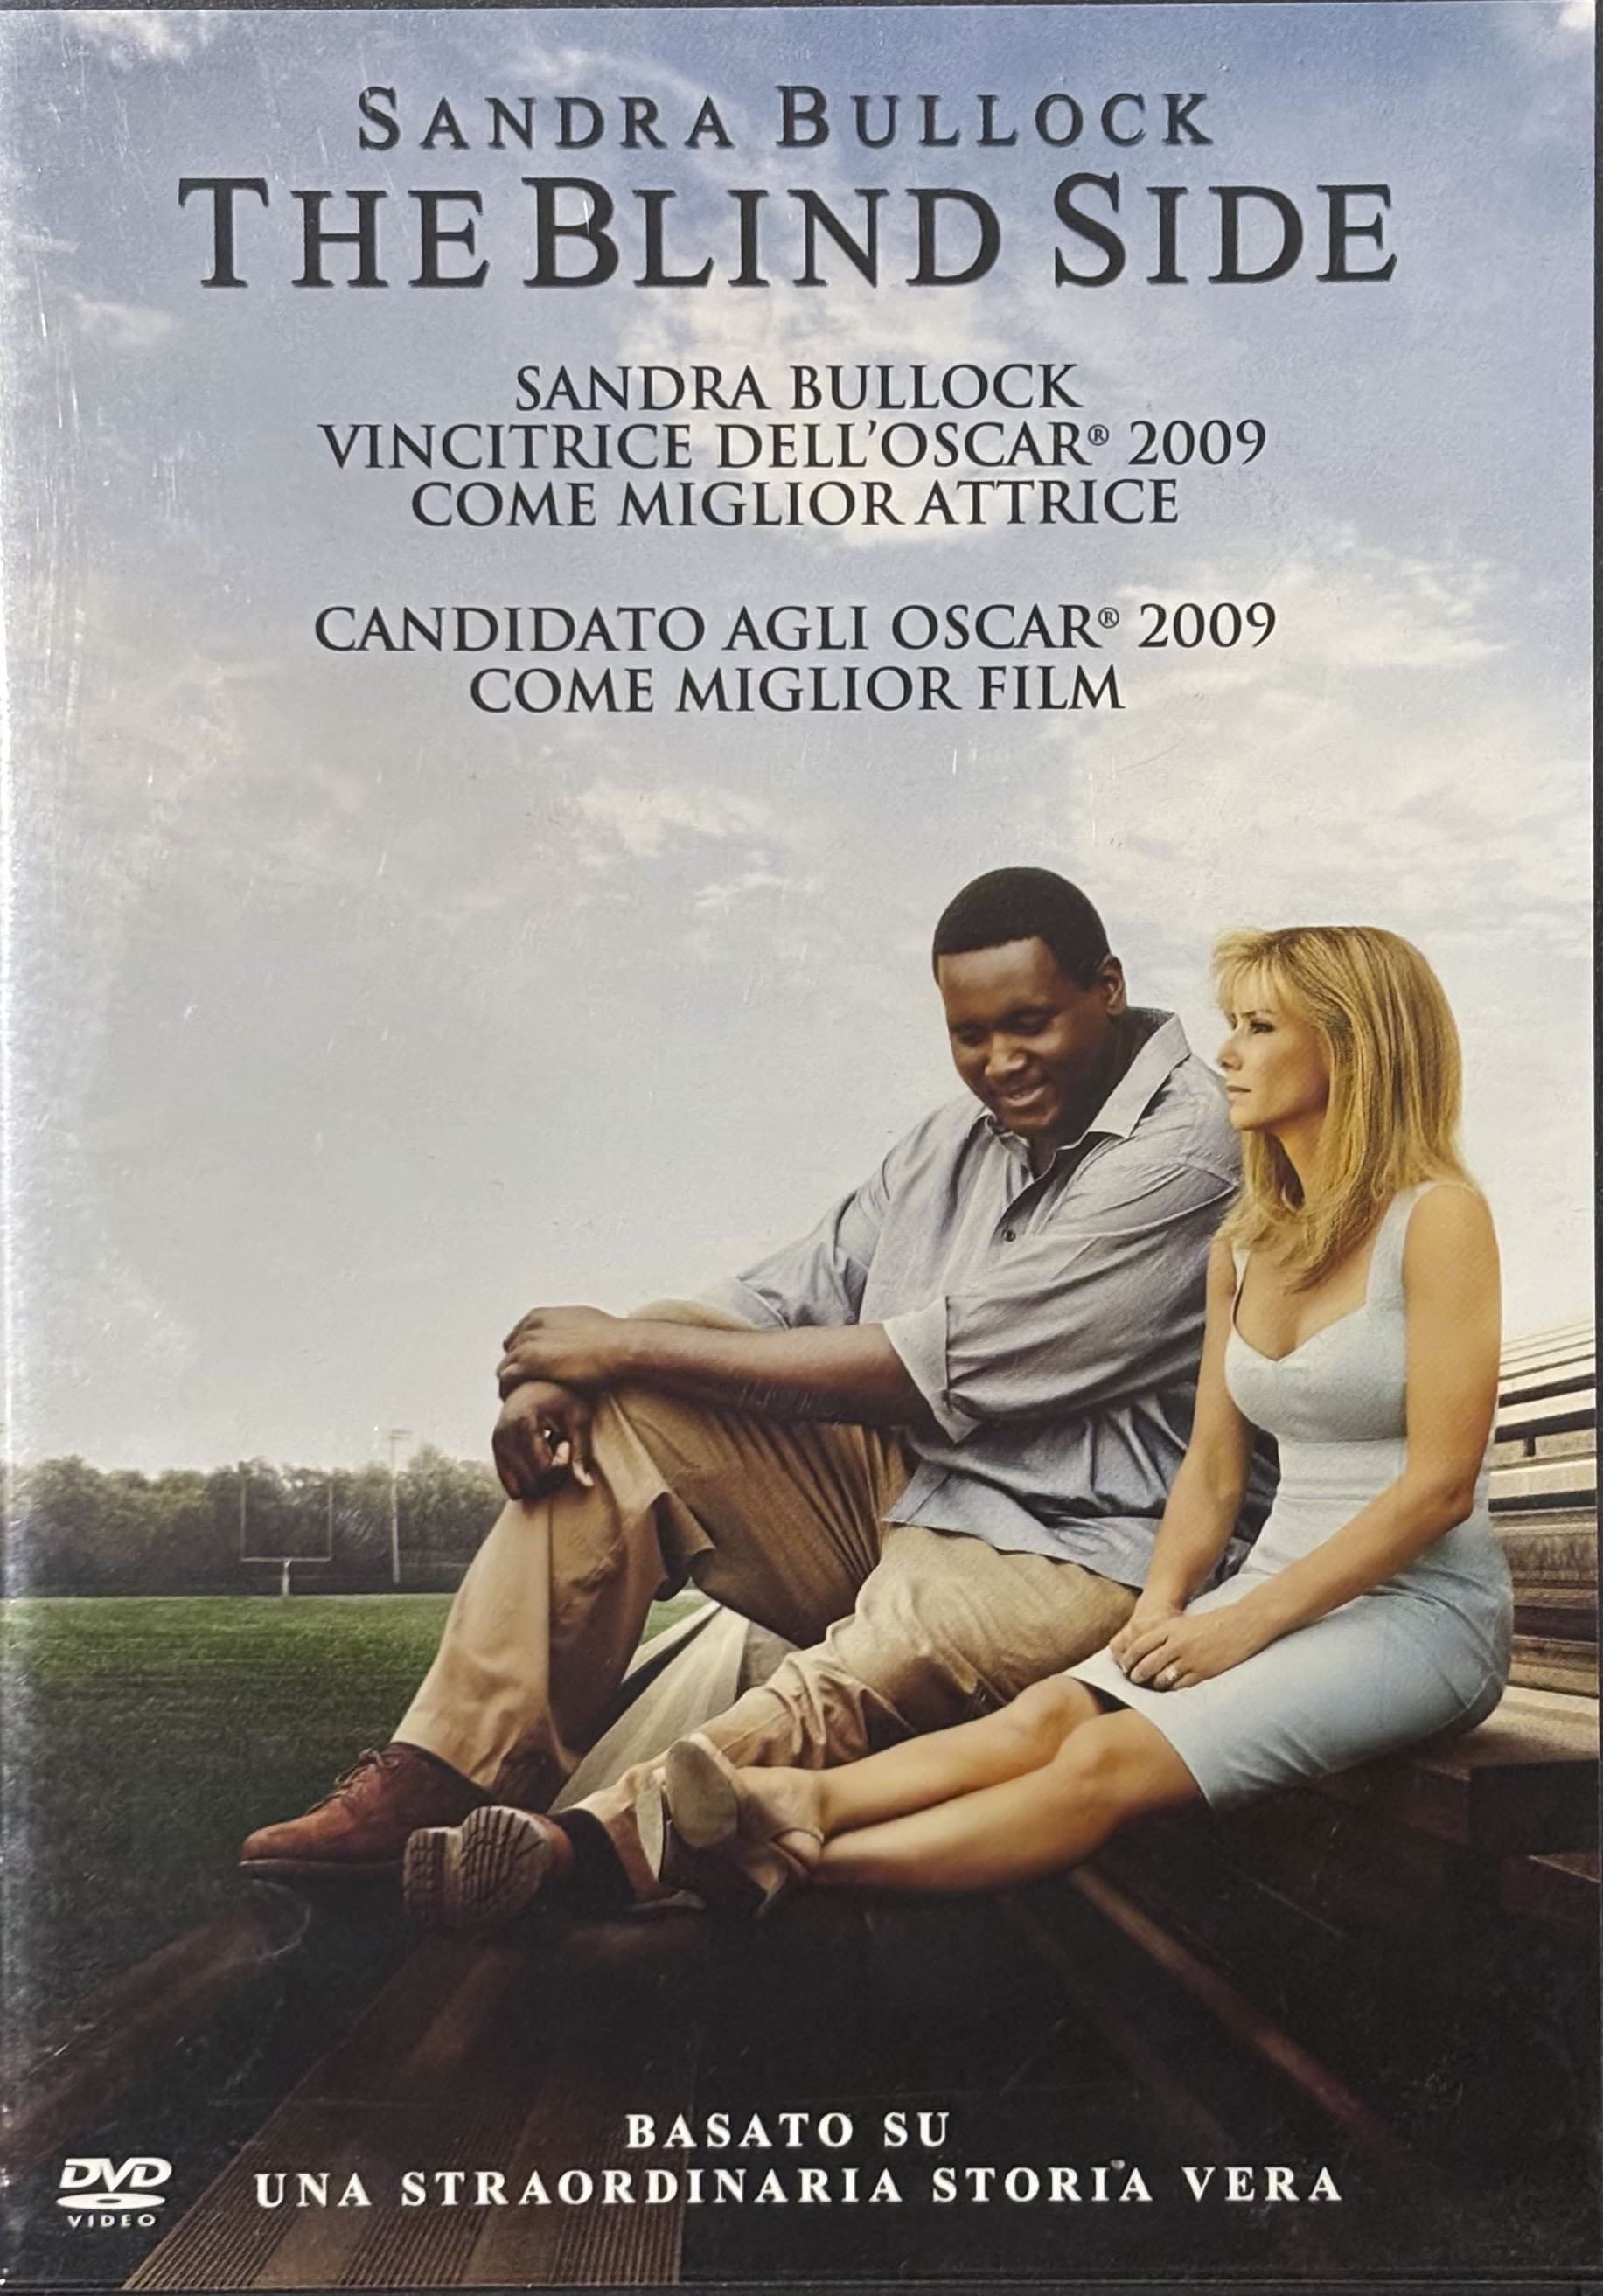 SANDRA BULLOCK
THE BLIND SIDE
SANDRA BULLOCK
VINCITRICE DELL'OSCAR® 2009
COME MIGLIOR ATTRICE
CANDIDATO AGLI OSCAR® 2009
COME MIGLIOR FILM
BASATO SU
UNA STRAORDINARIA STORIA VERA
DVD
VIDEO